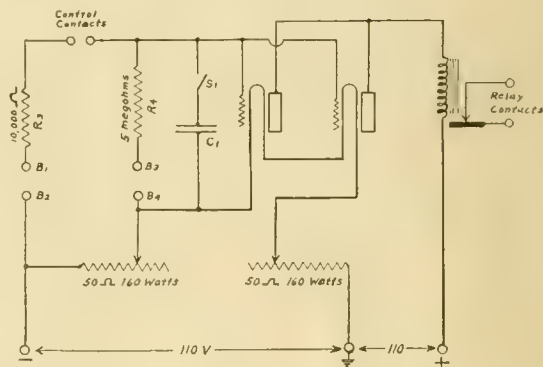 Control
Contacts
10,000 Ω
R3
5 megohms
R4
S1
C1
B1
B2
B3
B4
Relay
Contacts
50 Ω 160 Watts
50 Ω 160 Watts
−
110 V
110
+